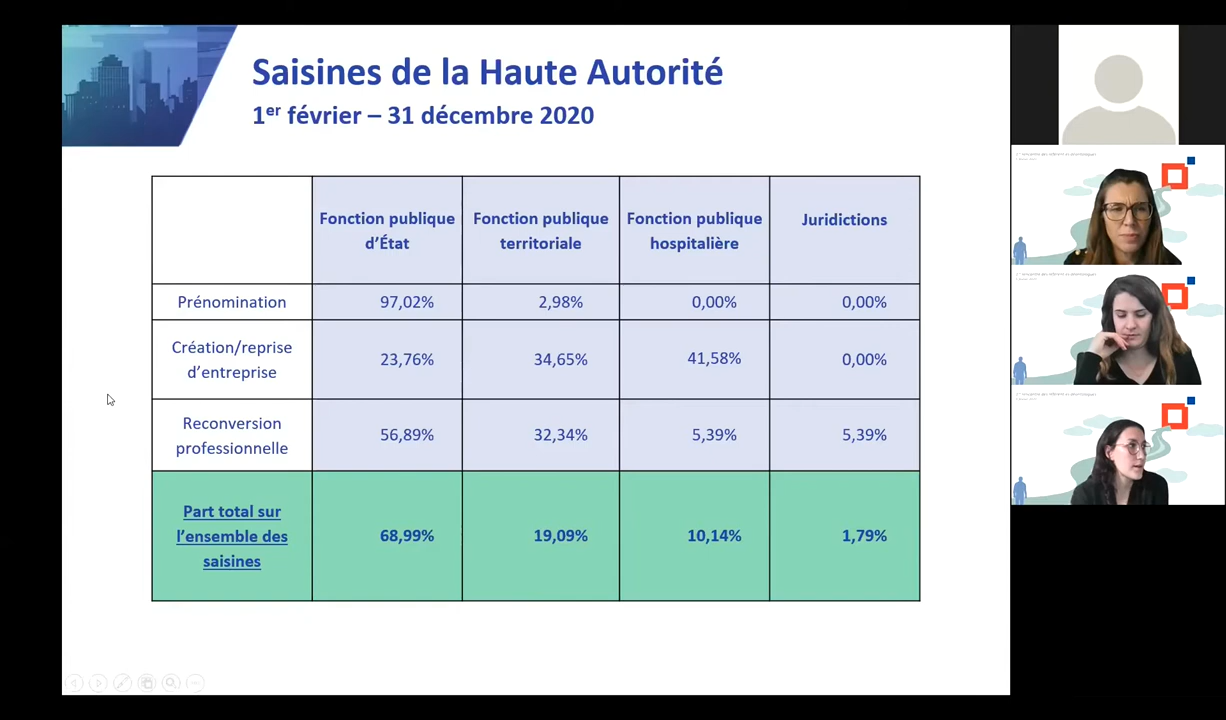 Saisines de la Haute Autorité
1er février – 31 décembre 2020
Fonction publique d'État
Fonction publique territoriale
Fonction publique hospitalière
Juridictions
Prénomination 97,02% 2,98% 0,00% 0,00%
Création/reprise d'entreprise 23,76% 34,65% 41,58% 0,00%
Reconversion professionnelle 56,89% 32,34% 5,39% 5,39%
Part total sur l'ensemble des saisines 68,99% 19,09% 10,14% 1,79%